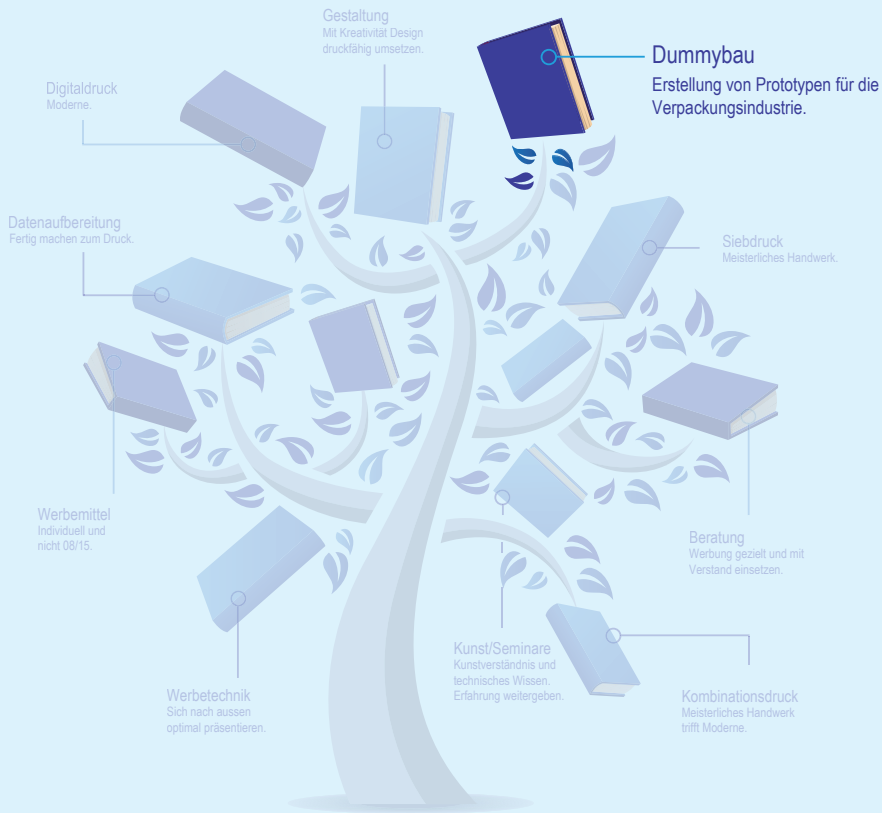 Gestaltung
Mit Kreativität Design
druckfähig umsetzen.
Dummybau
Erstellung von Prototypen für die
Verpackungsindustrie.
Digitaldruck
Moderne.
Datenaufbereitung
Fertig machen zum Druck.
Siebdruck
Meisterliches Handwerk.
Werbemittel
Individuell und
nicht 08/15.
Beratung
Werbung gezielt und mit
Verstand einsetzen.
Kunst/Seminare
Kunstverständnis und
technisches Wissen.
Erfahrung weitergeben.
Werbetechnik
Sich nach aussen
optimal präsentieren.
Kombinationsdruck
Meisterliches Handwerk
trifft Moderne.